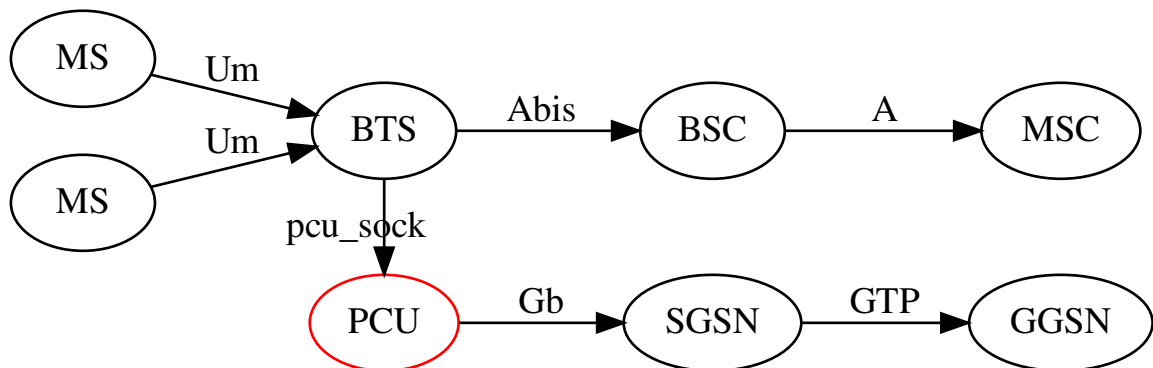 MS
Um
MS
Um
BTS
Abis
BSC
A
MSC
pcu_sock
PCU
Gb
SGSN
GTP
GGSN